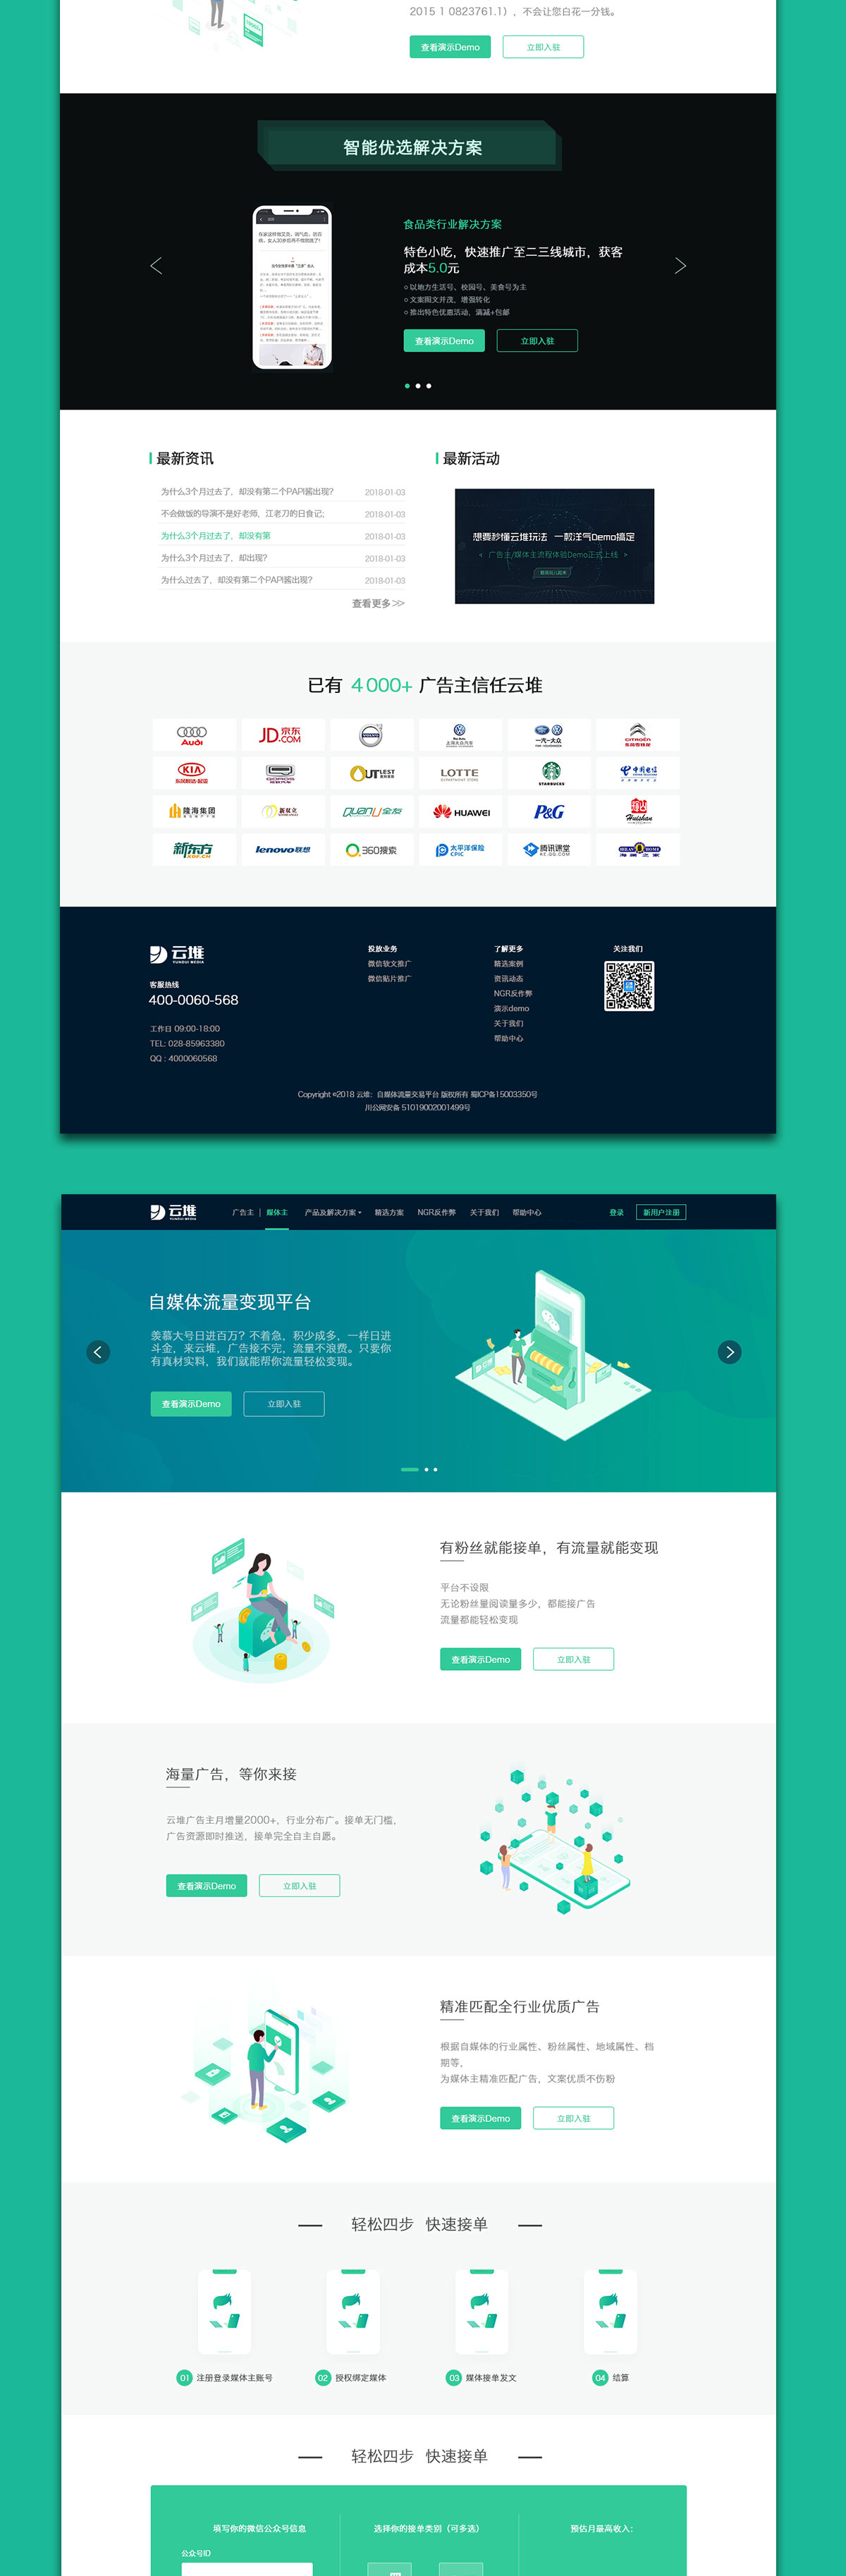 2015 1 0823761.1），不会让您白花一分钱。
查看演示Demo 立即入驻
智能优选解决方案
食品类行业解决方案
特色小吃，快速推广至二三线城市，获客
成本5.0元
以地方生活号、校园号、美食号为主
文案图文并茂，增强转化
推出特色优惠活动，满减+包邮
查看演示Demo 立即入驻
最新资讯
为什么3个月过去了，却没有第二个PAPI酱出现？ 2018-01-03
不会做饭的导演不是好老师，江老刀的日食记； 2018-01-03
为什么3个月过去了，却没有第 2018-01-03
为什么3个月过去了，却出现？ 2018-01-03
为什么过去了，却没有第二个PAPI酱出现？ 2018-01-03
查看更多>>
最新活动
想要秒懂云堆玩法 一款洋气Demo搞定
< 广告主/媒体主流程体验Demo正式上线 >
已有 4000+ 广告主信任云堆
Audi
JD京东
.COM
VOLVO
上海大众汽车
一汽-大众
CITROËN
KIA
OUTLEST
LOTTE
DEPARTMENT STORE
STARBUCKS
中国电信
隆海集团
新双立
QuanU全友
HUAWEI
P&G
Huishan
新东方
XDF.CN
lenovo联想
360搜索
太平洋保险
CPIC
腾讯课堂
KE.QQ.COM
HEILAN HOME
海澜之家
云堆
YUNDUI MEDIA
客服热线
400-0060-568
工作日 09:00-18:00
TEL: 028-85963380
QQ : 4000060568
投放业务
微信软文推广
微信贴片推广
了解更多
精选案例
资讯动态
NGR反作弊
演示demo
关于我们
帮助中心
关注我们
Copyright ©2018 云堆：自媒体流量交易平台 版权所有 蜀ICP备15003350号
川公网安备 51019002001499号
云堆
YUNDUI MEDIA
广告主 | 媒体主 产品及解决方案 精选方案 NGR反作弊 关于我们 帮助中心 登录 新用户注册
自媒体流量变现平台
羡慕大号日进百万？不着急，积少成多，一样日进
斗金，来云堆，广告接不完，流量不浪费。只要你
有真材实料，我们就能帮你流量轻松变现。
查看演示Demo 立即入驻
有粉丝就能接单，有流量就能变现
平台不设限
无论粉丝量阅读量多少，都能接广告
流量都能轻松变现
查看演示Demo 立即入驻
海量广告，等你来接
云堆广告主月增量2000+，行业分布广。接单无门槛，
广告资源即时推送，接单完全自主自愿。
查看演示Demo 立即入驻
精准匹配全行业优质广告
根据自媒体的行业属性、粉丝属性、地域属性、档
期等，
为媒体主精准匹配广告，文案优质不伤粉
查看演示Demo 立即入驻
轻松四步 快速接单
01 注册登录媒体主账号
02 授权绑定媒体
03 媒体接单发文
04 结算
轻松四步 快速接单
填写你的微信公众号信息
公众号ID
选择你的接单类别（可多选）
预估月最高收入：